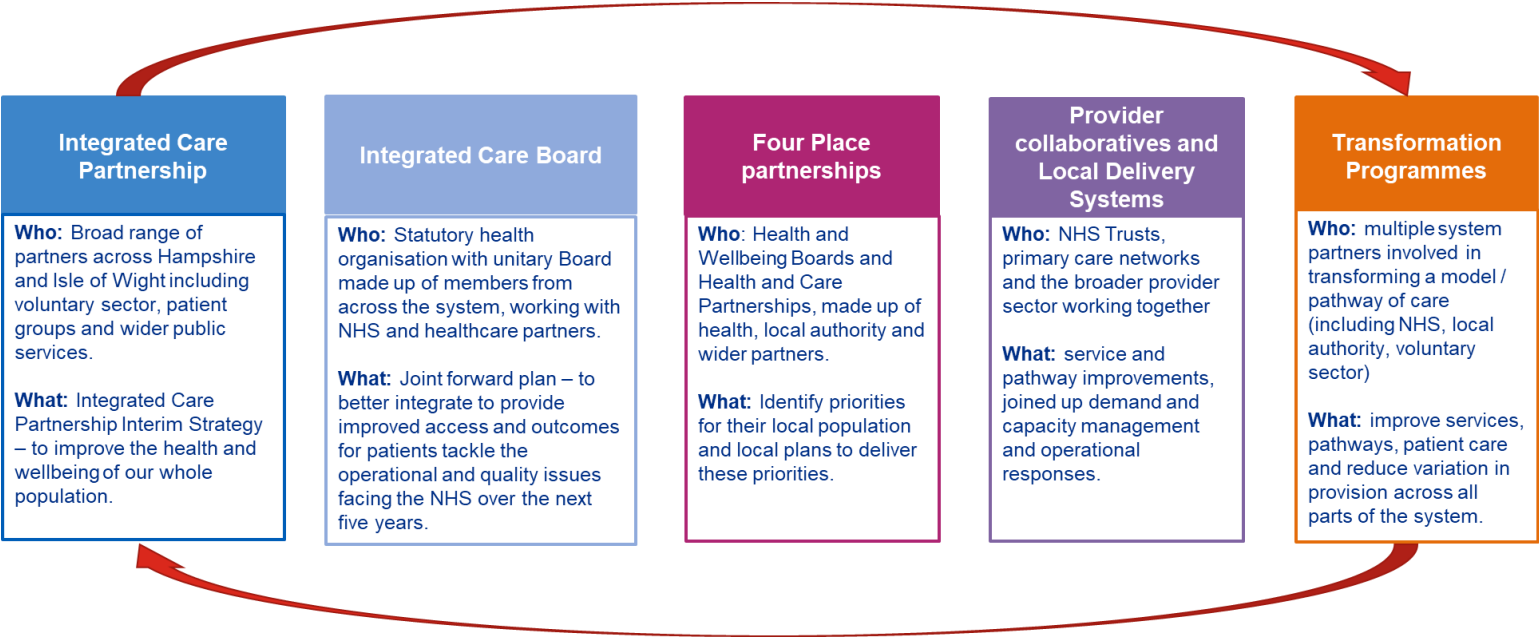 Integrated Care
Partnership
Who: Broad range of
partners across Hampshire
and Isle of Wight including
voluntary sector, patient
groups and wider public
services.
What: Integrated Care
Partnership Interim Strategy
– to improve the health and
wellbeing of our whole
population.
Integrated Care Board
Who: Statutory health
organisation with unitary Board
made up of members from
across the system, working with
NHS and healthcare partners.
What: Joint forward plan – to
better integrate to provide
improved access and outcomes
for patients tackle the
operational and quality issues
facing the NHS over the next
five years.
Four Place
partnerships
Who: Health and
Wellbeing Boards and
Health and Care
Partnerships, made up of
health, local authority and
wider partners.
What: Identify priorities
for their local population
and local plans to deliver
these priorities.
Provider
collaboratives and
Local Delivery
Systems
Who: NHS Trusts,
primary care networks
and the broader provider
sector working together
What: service and
pathway improvements,
joined up demand and
capacity management
and operational
responses.
Transformation
Programmes
Who: multiple system
partners involved in
transforming a model /
pathway of care
(including NHS, local
authority, voluntary
sector)
What: improve services,
pathways, patient care
and reduce variation in
provision across all
parts of the system.